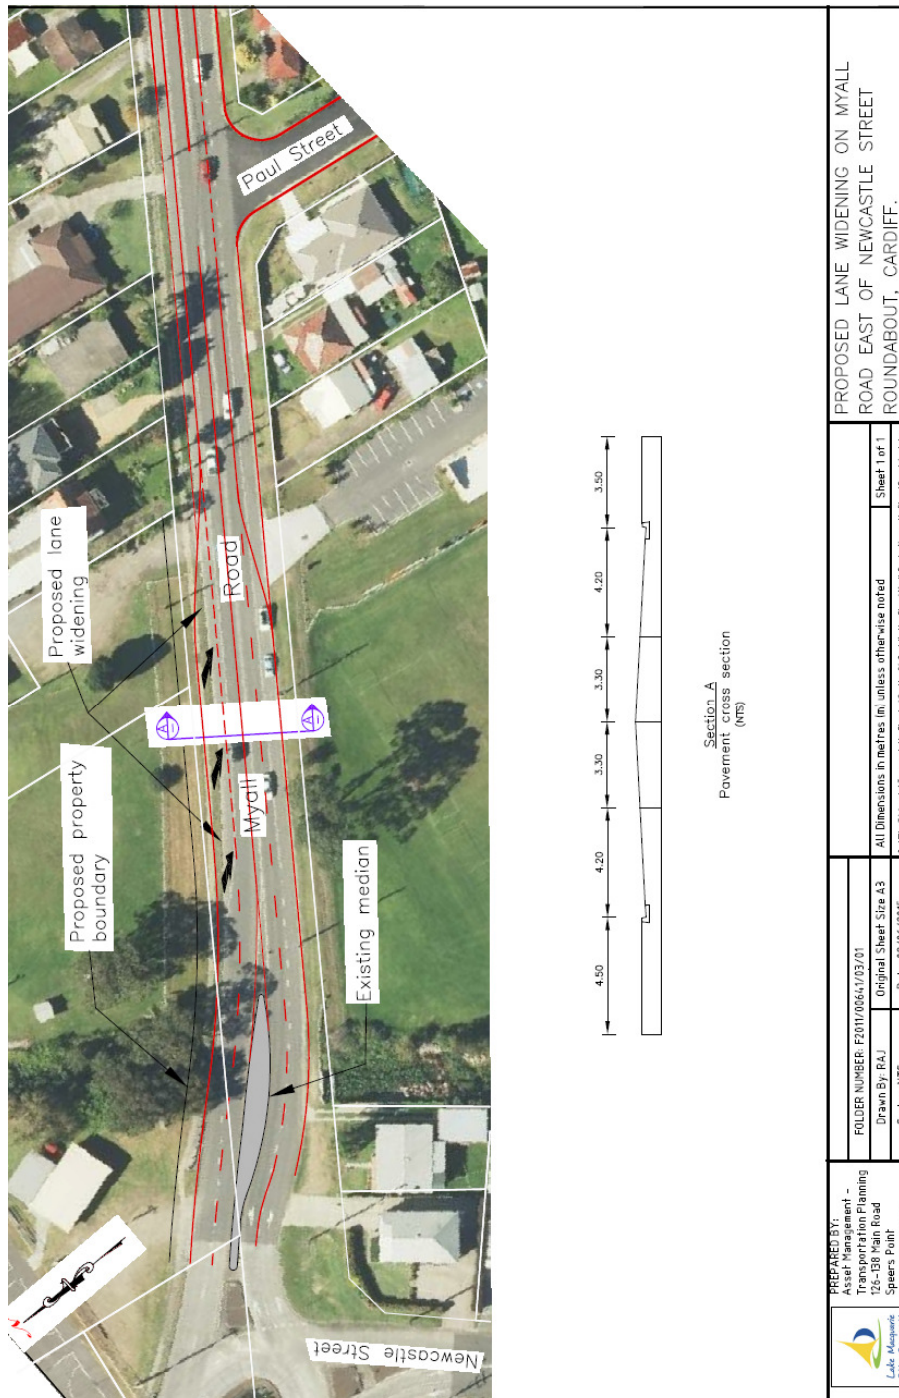 Paul Street
Proposed lane
widening
Road
Proposed property
boundary
Myall
Existing median
Newcastle Street
A
A
3.50
4.20
3.30
3.30
4.20
4.50
Section A
Pavement cross section
(NTS)
PROPOSED LANE WIDENING ON MYALL
ROAD EAST OF NEWCASTLE STREET
ROUNDABOUT, CARDIFF.
All Dimensions in metres (m) unless otherwise noted
Sheet 1 of 1
FOLDER NUMBER: F2011/00641/03/01
Drawn By: RAJ
Original Sheet Size A3
PREPARED BY:
Asset Management -
Transportation Planning
126-138 Main Road
Speers Point
Lake Macquarie